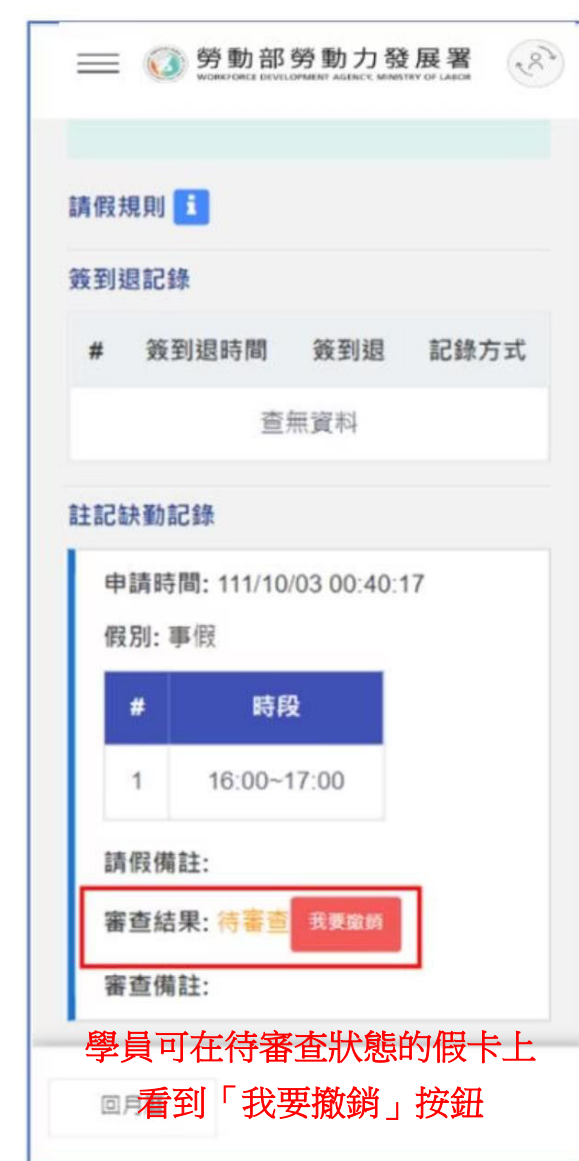 勞動部勞動力發展署
WORKFORCE DEVELOPMENT AGENCY, MINISTRY OF LABOR
請假規則 i
簽到退記錄
# 簽到退時間 簽到退 記錄方式
查無資料
註記缺勤記錄
申請時間: 111/10/03 00:40:17
假別: 事假
# 時段
1 16:00~17:00
請假備註:
審查結果: 待審查 我要撤銷
審查備註:
學員可在待審查狀態的假卡上
看到「我要撤銷」按鈕
回月